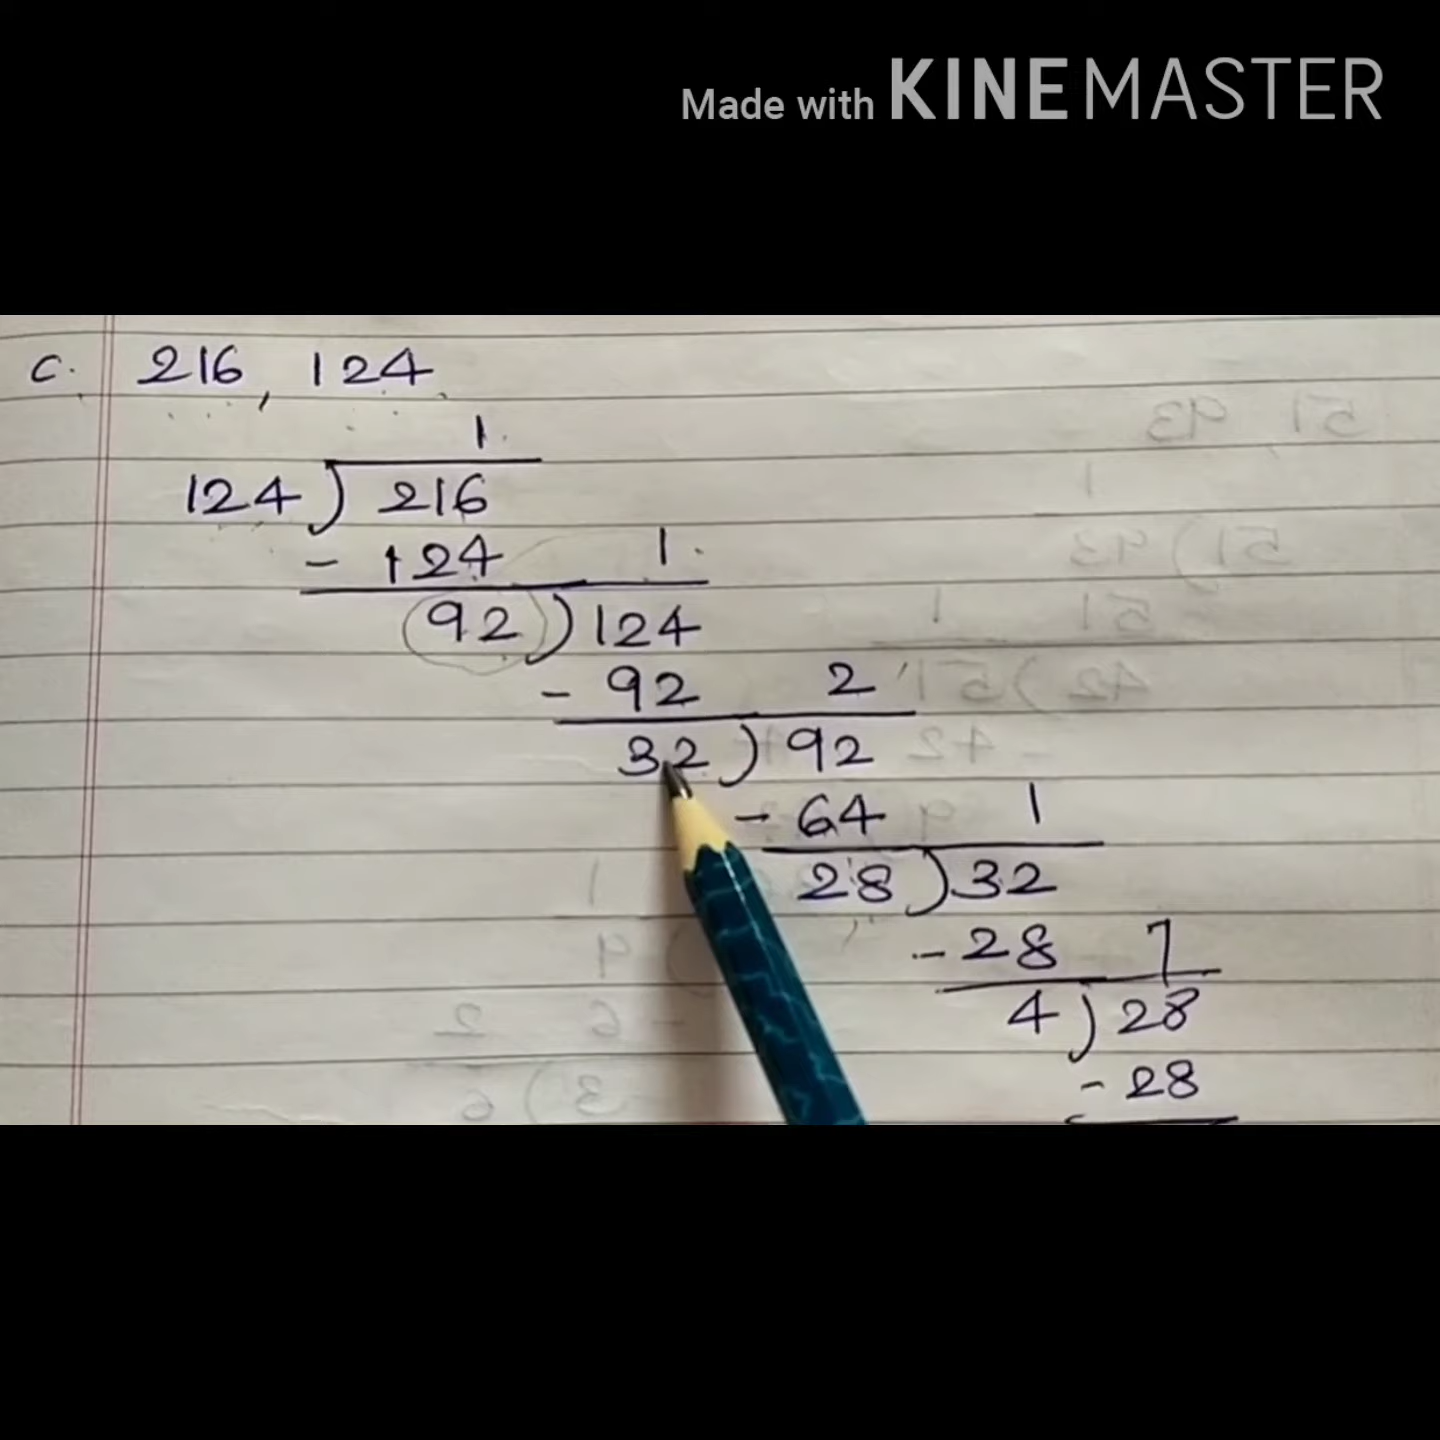 Made with KINEMASTER
c. 216, 124
1
124) 216
- 124 1
92) 124
- 92 2
32) 92
- 64 1
28) 32
- 28 7
4) 28
- 28